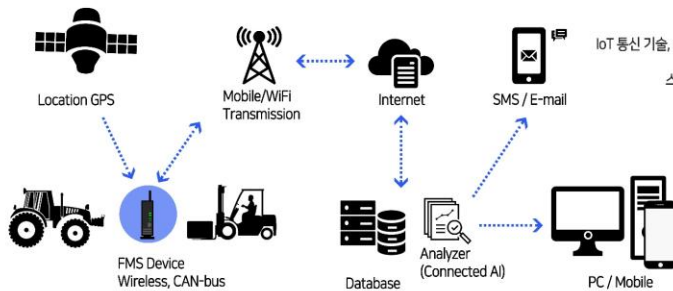 IoT 통신 기술,
스
Location GPS
Mobile/WiFi
Transmission
Internet
SMS / E-mail
FMS Device
Wireless, CAN-bus
Database
Analyzer
(Connected AI)
PC / Mobile